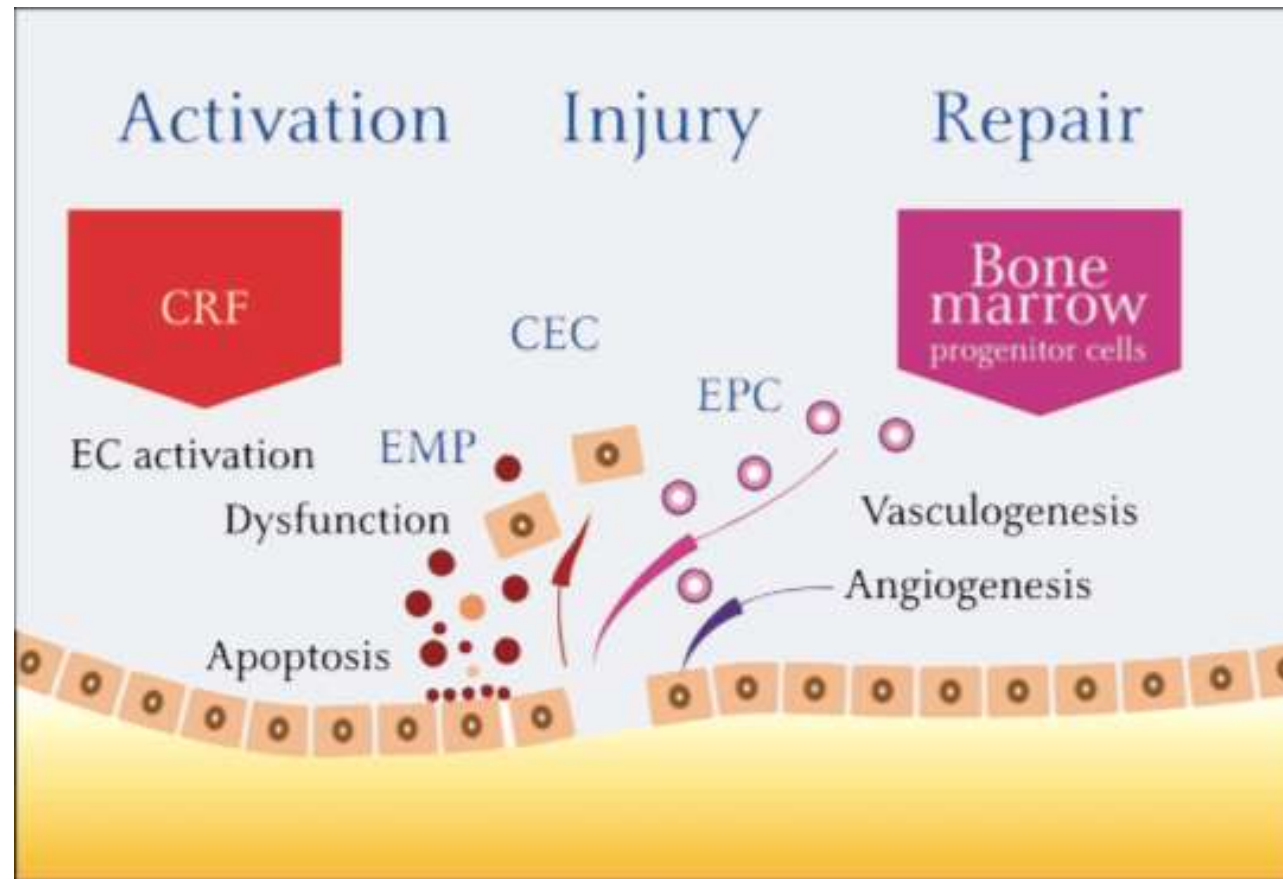 Activation
Injury
Repair
CRF
Bone
marrow
progenitor cells
CEC
EPC
EC activation
EMP
Dysfunction
Vasculogenesis
Angiogenesis
Apoptosis